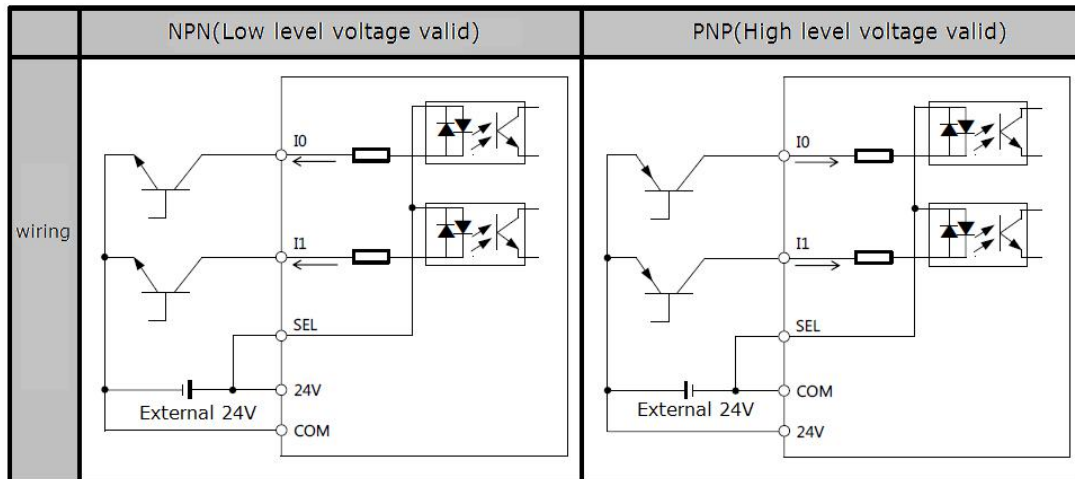 NPN(Low level voltage valid)
PNP(High level voltage valid)
wiring
I0
I1
SEL
24V
External 24V
COM
I0
I1
SEL
COM
External 24V
24V